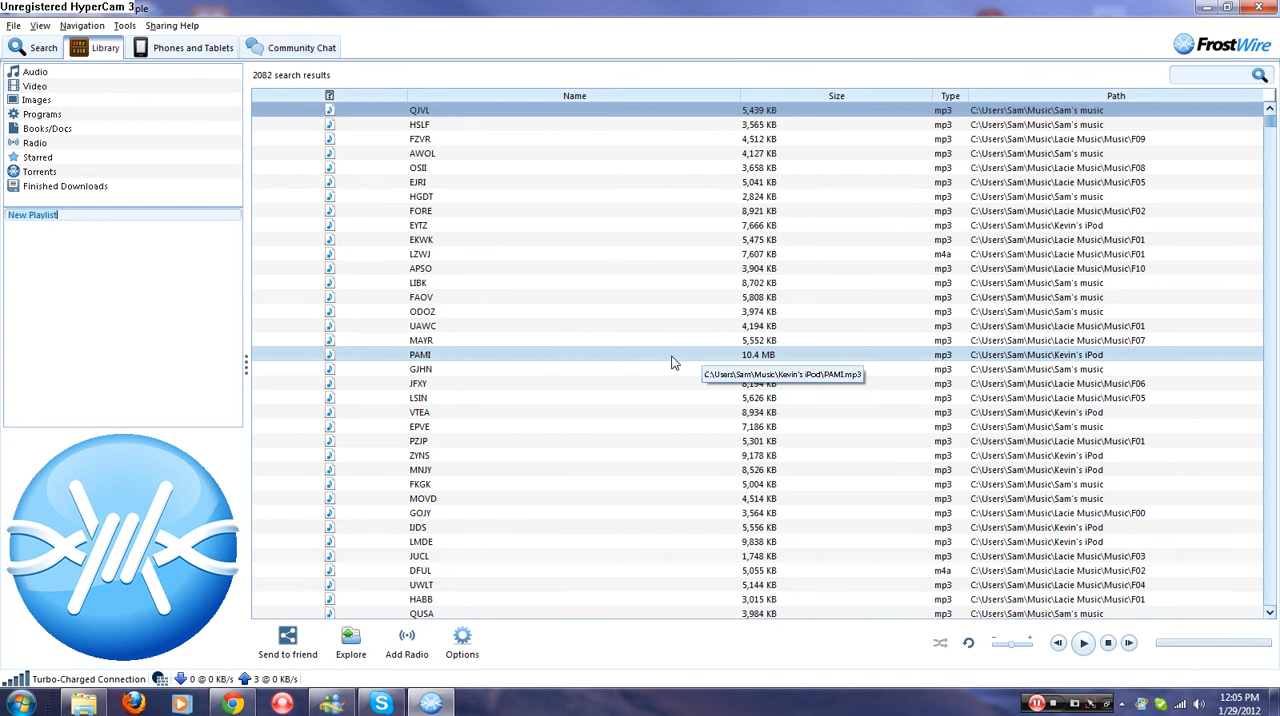 Unregistered HyperCam 3 ple
File View Navigation Tools Sharing Help
Search Library Phones and Tablets Community Chat FrostWire
Audio
Video
Images
Programs
Books/Docs
Radio
Starred
Torrents
Finished Downloads
New Playlist
2082 search results
Name Size Type Path
QJVL 5,439 KB mp3 C:\Users\Sam\Music\Sam's music
HSLF 3,565 KB mp3 C:\Users\Sam\Music\Sam's music
FZVR 4,512 KB mp3 C:\Users\Sam\Music\Lacie Music\Music\F09
AWOL 4,127 KB mp3 C:\Users\Sam\Music\Sam's music
OSII 3,658 KB mp3 C:\Users\Sam\Music\Lacie Music\Music\F08
EJRI 5,041 KB mp3 C:\Users\Sam\Music\Lacie Music\Music\F05
HGDT 2,824 KB mp3 C:\Users\Sam\Music\Sam's music
FORE 8,921 KB mp3 C:\Users\Sam\Music\Lacie Music\Music\F02
EYTZ 7,666 KB mp3 C:\Users\Sam\Music\Kevin's iPod
EKWK 5,475 KB mp3 C:\Users\Sam\Music\Lacie Music\Music\F01
LZWJ 7,607 KB m4a C:\Users\Sam\Music\Lacie Music\Music\F01
APSO 3,904 KB mp3 C:\Users\Sam\Music\Lacie Music\Music\F10
LIBK 8,702 KB mp3 C:\Users\Sam\Music\Sam's music
FAOV 5,808 KB mp3 C:\Users\Sam\Music\Sam's music
ODOZ 3,974 KB mp3 C:\Users\Sam\Music\Sam's music
UAWC 4,194 KB mp3 C:\Users\Sam\Music\Lacie Music\Music\F01
MAYR 5,552 KB mp3 C:\Users\Sam\Music\Lacie Music\Music\F07
PAMI 10.4 MB mp3 C:\Users\Sam\Music\Kevin's iPod
GJHN mp3 C:\Users\Sam\Music\Sam's music
C:\Users\Sam\Music\Kevin's iPod\PAMI.mp3
JFXY 8,194 KB mp3 C:\Users\Sam\Music\Lacie Music\Music\F06
LSIN 5,626 KB mp3 C:\Users\Sam\Music\Lacie Music\Music\F05
VTEA 8,934 KB mp3 C:\Users\Sam\Music\Kevin's iPod
EPVE 7,186 KB mp3 C:\Users\Sam\Music\Sam's music
PZJP 5,301 KB mp3 C:\Users\Sam\Music\Lacie Music\Music\F01
ZYNS 9,178 KB mp3 C:\Users\Sam\Music\Kevin's iPod
MNJY 8,526 KB mp3 C:\Users\Sam\Music\Kevin's iPod
FKGK 5,004 KB mp3 C:\Users\Sam\Music\Sam's music
MOVD 4,514 KB mp3 C:\Users\Sam\Music\Sam's music
GOJY 3,564 KB mp3 C:\Users\Sam\Music\Lacie Music\Music\F00
IJDS 5,556 KB mp3 C:\Users\Sam\Music\Kevin's iPod
LMDE 9,838 KB mp3 C:\Users\Sam\Music\Kevin's iPod
JUCL 1,748 KB mp3 C:\Users\Sam\Music\Lacie Music\Music\F03
DFUL 5,055 KB m4a C:\Users\Sam\Music\Lacie Music\Music\F02
UWLT 5,144 KB mp3 C:\Users\Sam\Music\Lacie Music\Music\F04
HABB 3,015 KB mp3 C:\Users\Sam\Music\Lacie Music\Music\F01
QUSA 3,984 KB mp3 C:\Users\Sam\Music\Sam's music
Send to friend Explore Add Radio Options
Turbo-Charged Connection 0 @ 0 KB/s 3 @ 0 KB/s
12:05 PM
1/29/2012